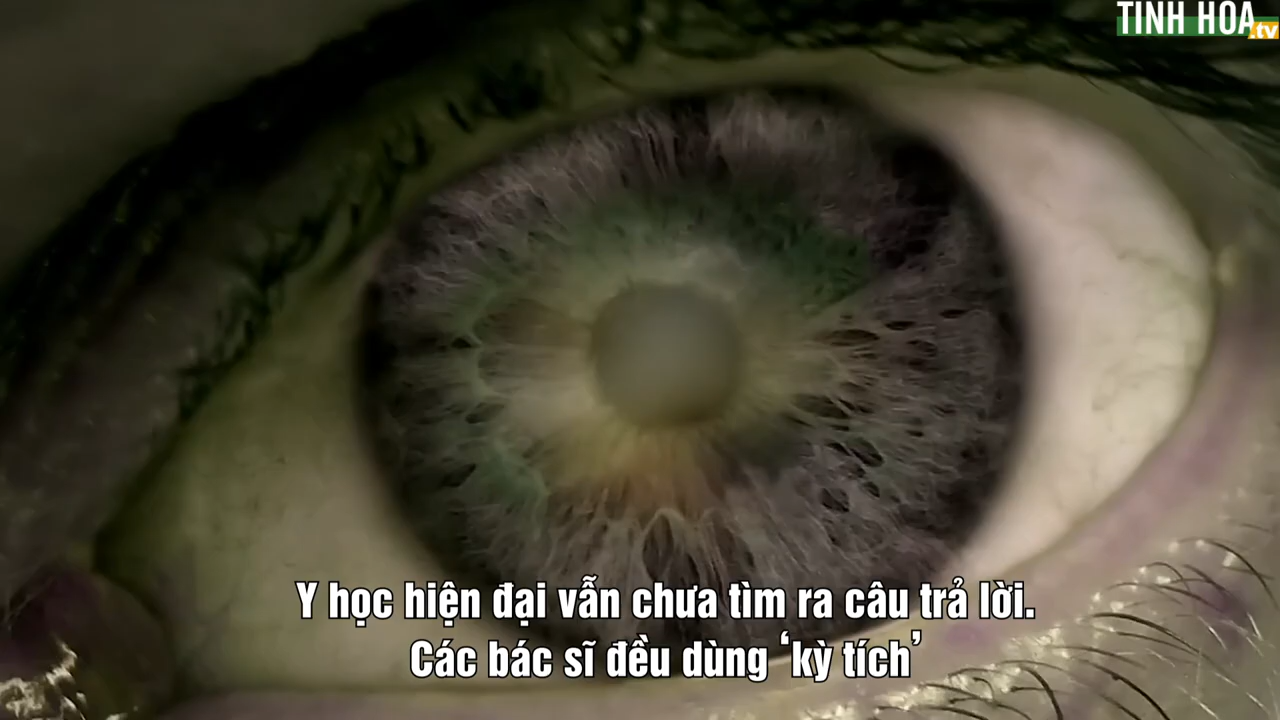 TINH HOA
.tv
Y học hiện đại vẫn chưa tìm ra câu trả lời.
Các bác sĩ đều dùng ‘kỳ tích’